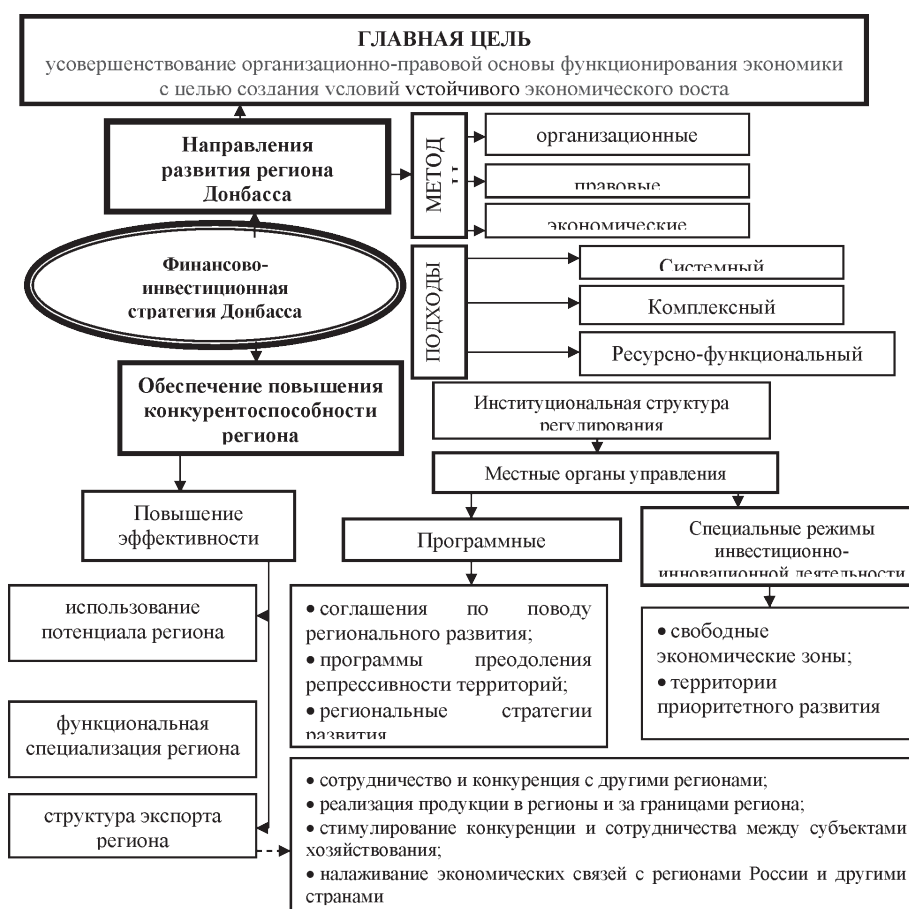 ГЛАВНАЯ ЦЕЛЬ
усовершенствование организационно-правовой основы функционирования экономики
с целью создания условий устойчивого экономического роста
Направления
развития региона
Донбасса
МЕТОД
организационные
правовые
экономические
Финансово-
инвестиционная
стратегия Донбасса
ПОДХОДЫ
Системный
Комплексный
Ресурсно-функциональный
Обеспечение повышения
конкурентоспособности
региона
Институциональная структура
регулирования
Местные органы управления
Повышение
эффективности
Программные
Специальные режимы
инвестиционно-
инновационной деятельности
использование
потенциала региона
функциональная
специализация региона
структура экспорта
региона
• соглашения по поводу
регионального развития;
• программы преодоления
репрессивности территорий;
• региональные стратегии
развития
• свободные
экономические зоны;
• территории
приоритетного развития
• сотрудничество и конкуренция с другими регионами;
• реализация продукции в регионы и за границами региона;
• стимулирование конкуренции и сотрудничества между субъектами
хозяйствования;
• налаживание экономических связей с регионами России и другими
странами